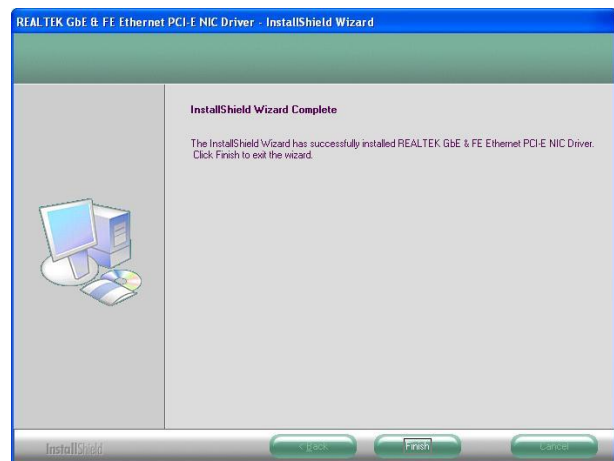 REALTEK GbE & FE Ethernet PCI-E NIC Driver - InstallShield Wizard
InstallShield Wizard Complete
The InstallShield Wizard has successfully installed REALTEK GbE & FE Ethernet PCI-E NIC Driver.
Click Finish to exit the wizard.
InstallShield
< Back
Finish
Cancel